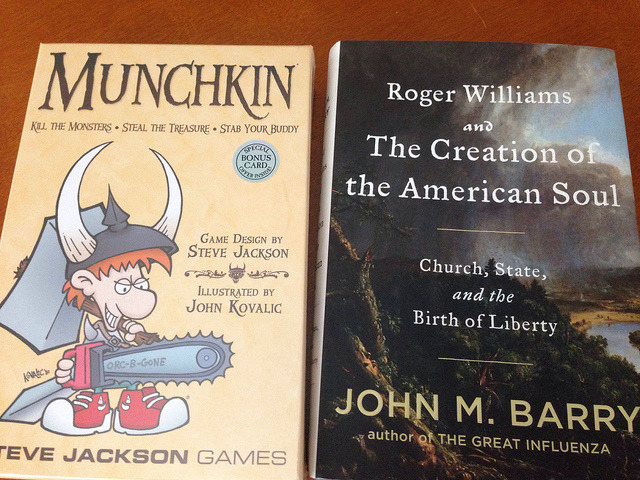 MUNCHKIN
KILL THE MONSTERS • STEAL THE TREASURE • STAB YOUR BUDDY
SPECIAL
BONUS
CARD
OFFER INSIDE
GAME DESIGN BY
STEVE JACKSON
ILLUSTRATED BY
JOHN KOVALIC
ORC-B-GONE
TEVE JACKSON GAMES
Roger Williams
and
The Creation of
the American Soul
Church, State,
and the
Birth of Liberty
JOHN M. BARRY
author of THE GREAT INFLUENZA